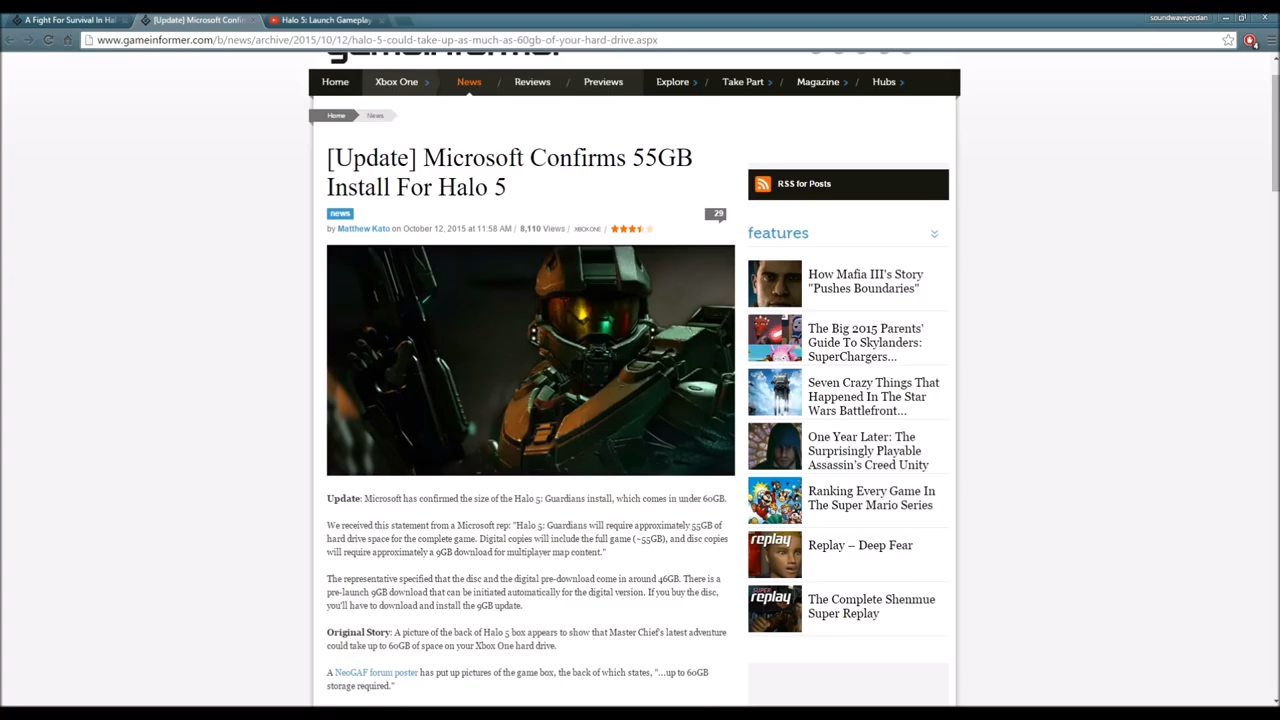 A Fight For Survival In Hal
[Update] Microsoft Confirm
Halo 5: Launch Gameplay
soundwavejordan
www.gameinformer.com/b/news/archive/2015/10/12/halo-5-could-take-up-as-much-as-60gb-of-your-hard-drive.aspx
4
gameinformer
Home
Xbox One
News
Reviews
Previews
Explore
Take Part
Magazine
Hubs
Home
News
[Update] Microsoft Confirms 55GB
Install For Halo 5
news
29
by Matthew Kato on October 12, 2015 at 11:58 AM / 8,110 Views / XBOX ONE /
Update: Microsoft has confirmed the size of the Halo 5: Guardians install, which comes in under 60GB.
We received this statement from a Microsoft rep: "Halo 5: Guardians will require approximately 55GB of
hard drive space for the complete game. Digital copies will include the full game (~55GB), and disc copies
will require approximately a 9GB download for multiplayer map content."
The representative specified that the disc and the digital pre-download come in around 46GB. There is a
pre-launch 9GB download that can be initiated automatically for the digital version. If you buy the disc,
you'll have to download and install the 9GB update.
Original Story: A picture of the back of Halo 5 box appears to show that Master Chief's latest adventure
could take up to 60GB of space on your Xbox One hard drive.
A NeoGAF forum poster has put up pictures of the game box, the back of which states, "...up to 60GB
storage required."
RSS for Posts
features
How Mafia III's Story
"Pushes Boundaries"
The Big 2015 Parents'
Guide To Skylanders:
SuperChargers...
Seven Crazy Things That
Happened In The Star
Wars Battlefront...
One Year Later: The
Surprisingly Playable
Assassin's Creed Unity
Ranking Every Game In
The Super Mario Series
replay
Replay – Deep Fear
replay
The Complete Shenmue
Super Replay